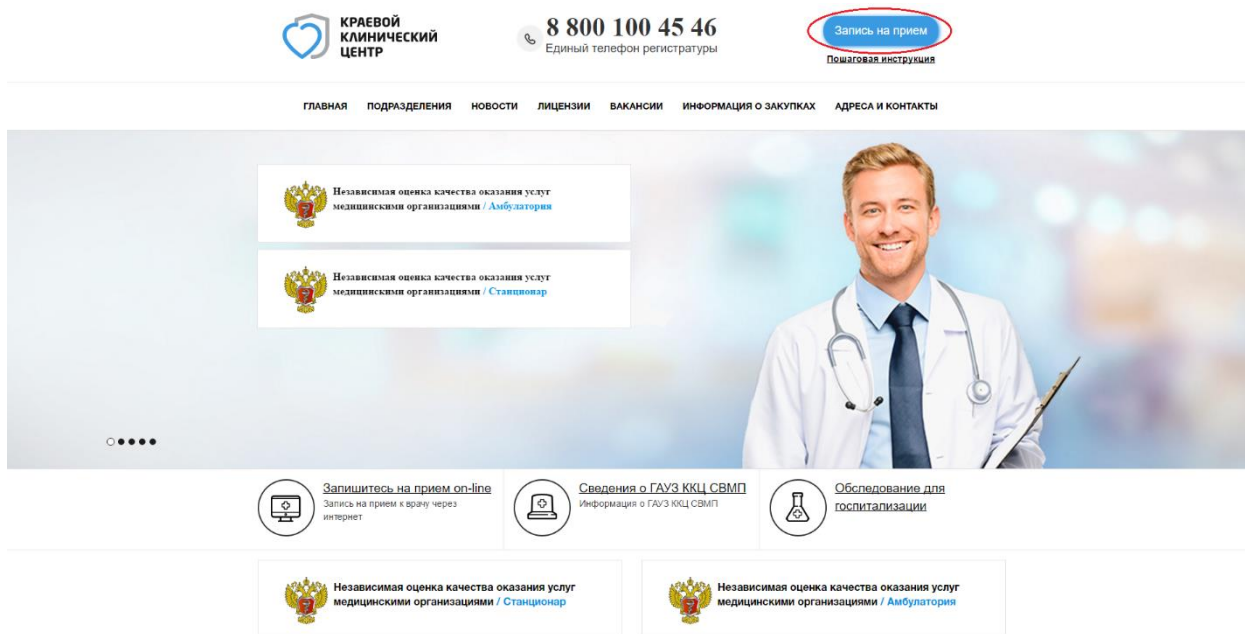 КРАЕВОЙ
КЛИНИЧЕСКИЙ
ЦЕНТР
8 800 100 45 46
Единый телефон регистратуры
Запись на прием
Пошаговая инструкция
ГЛАВНАЯ ПОДРАЗДЕЛЕНИЯ НОВОСТИ ЛИЦЕНЗИИ ВАКАНСИИ ИНФОРМАЦИЯ О ЗАКУПКАХ АДРЕСА И КОНТАКТЫ
Независимая оценка качества оказания услуг
медицинскими организациями / Амбулатория
Независимая оценка качества оказания услуг
медицинскими организациями / Станционар
Запишитесь на прием on-line
Запись на прием к врачу через
интернет
Сведения о ГАУЗ ККЦ СВМП
Информация о ГАУЗ ККЦ СВМП
Обследование для
госпитализации
Независимая оценка качества оказания услуг
медицинскими организациями / Станционар
Независимая оценка качества оказания услуг
медицинскими организациями / Амбулатория